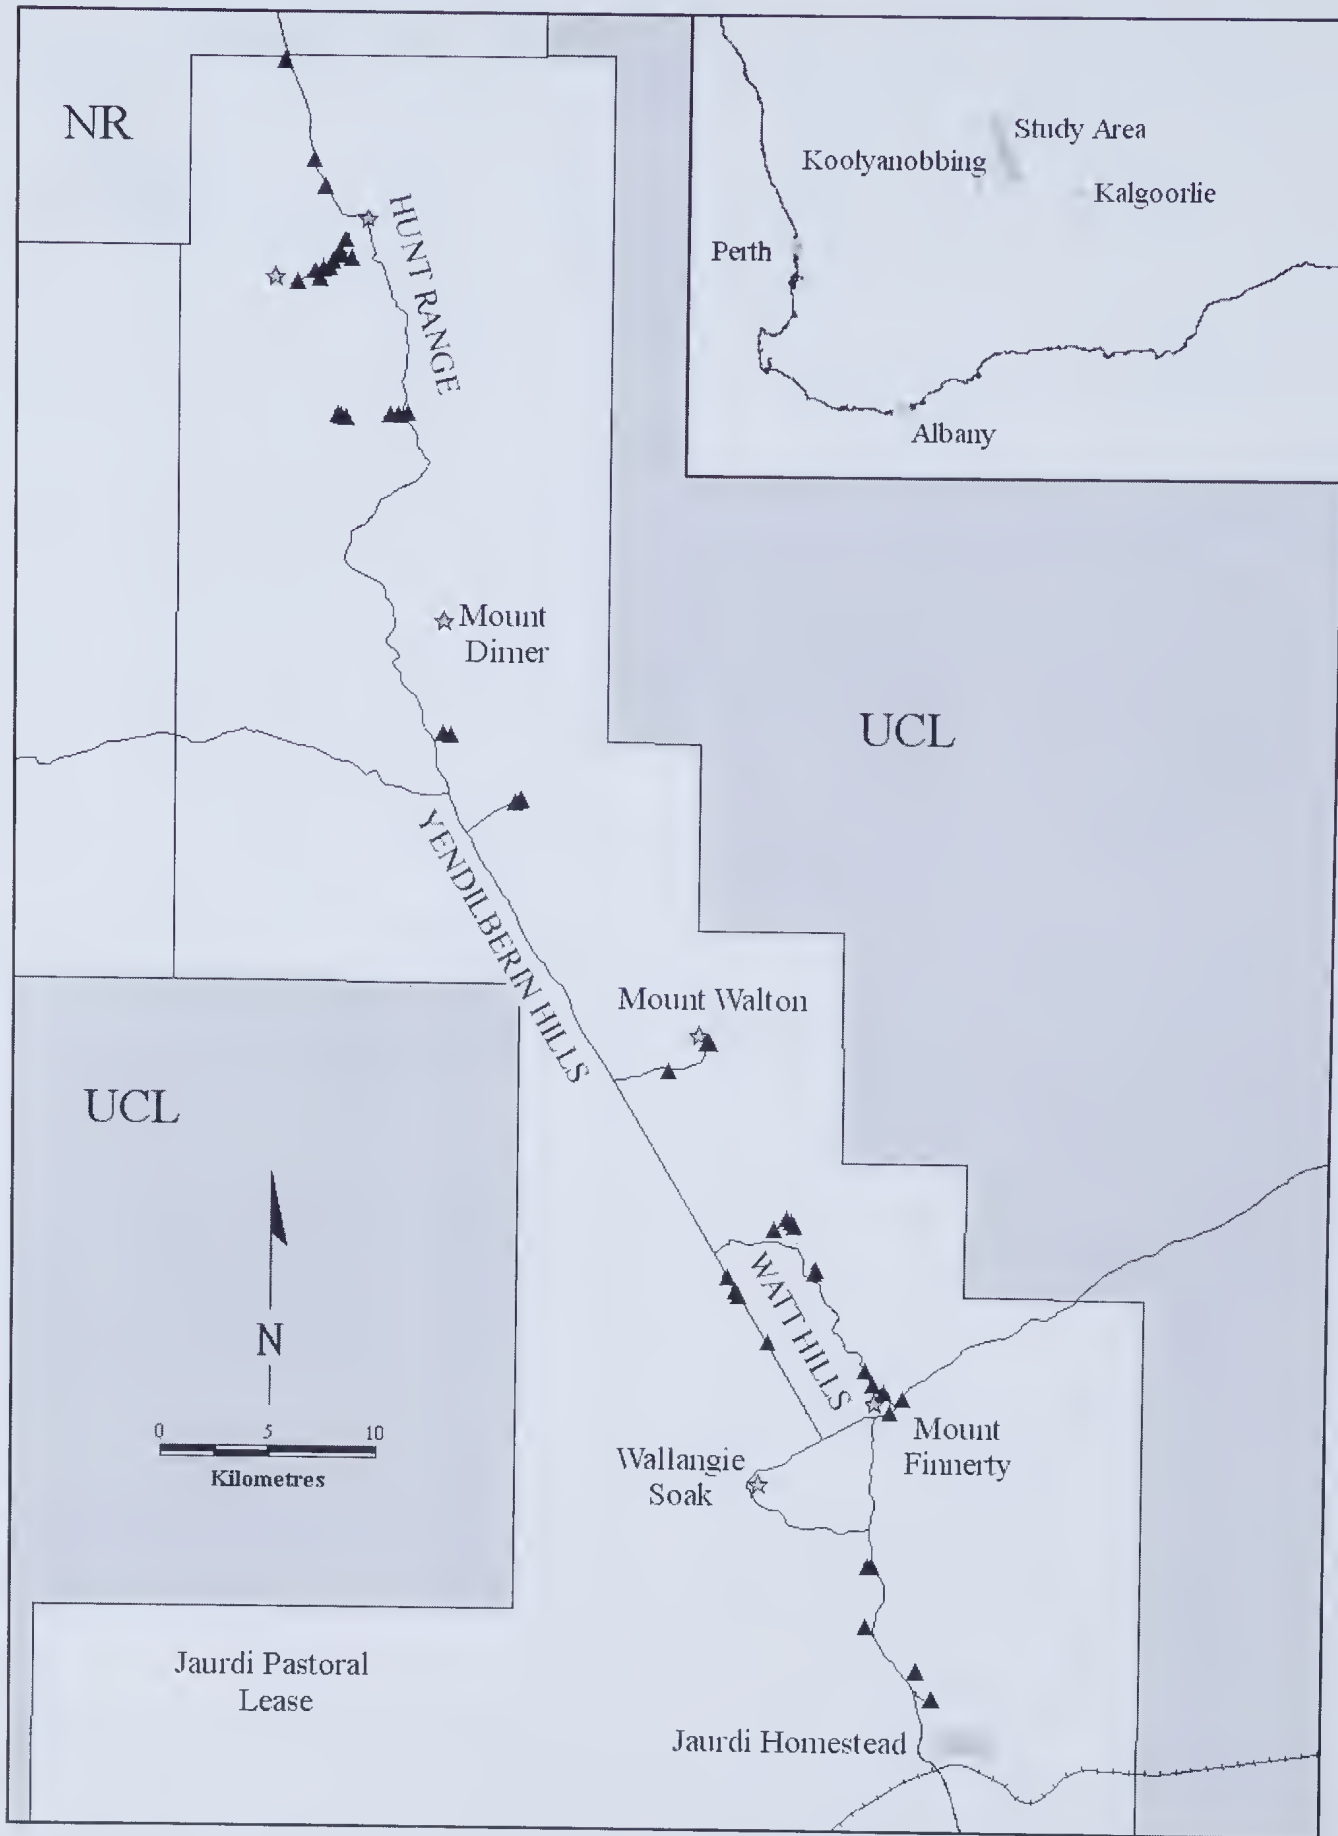 NR
Study Area
Koolyanobbing
Kalgoorlie
Perth
Albany
HUNT RANGE
Mount
Dimer
UCL
YENDILBERIN HILLS
Mount Walton
UCL
N
0 5 10
Kilometres
WATT HILLS
Mount
Finnerty
Wallangie
Soak
Jaurdi Pastoral
Lease
Jaurdi Homestead